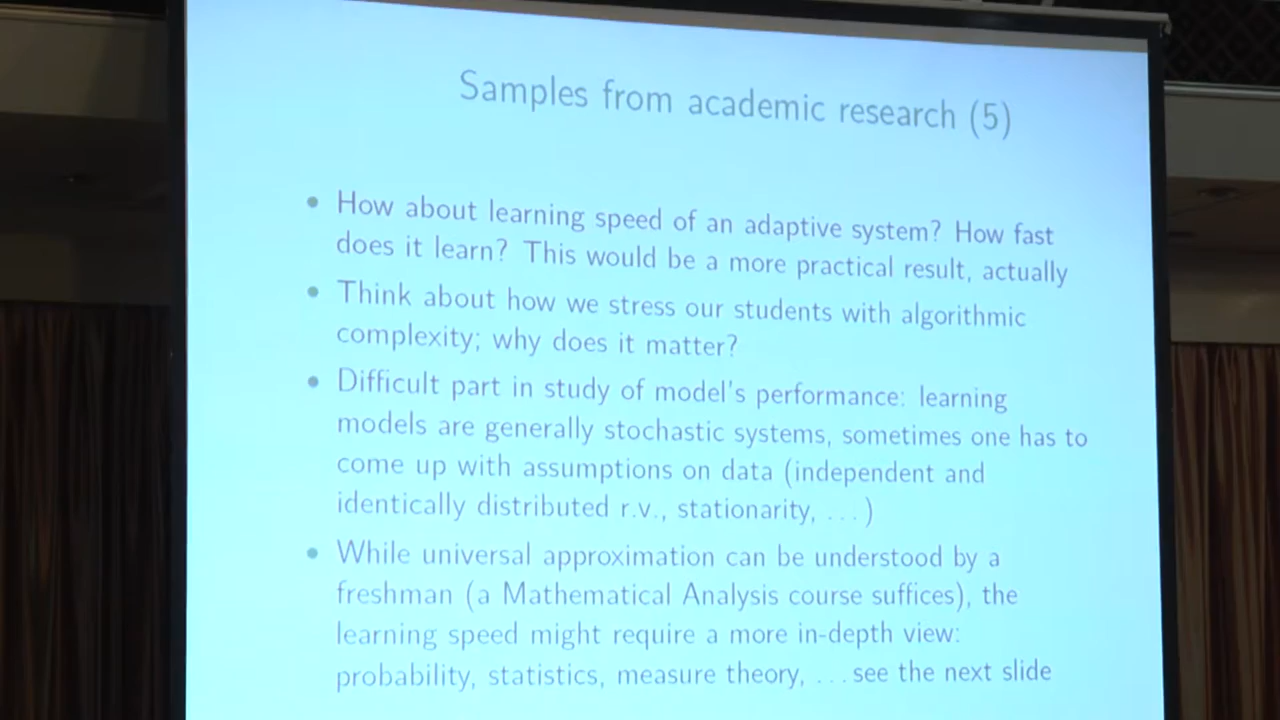 Samples from academic research (5)
• How about learning speed of an adaptive system? How fast
does it learn? This would be a more practical result, actually
• Think about how we stress our students with algorithmic
complexity; why does it matter?
• Difficult part in study of model's performance: learning
models are generally stochastic systems, sometimes one has to
come up with assumptions on data (independent and
identically distributed r.v., stationarity, ...)
• While universal approximation can be understood by a
freshman (a Mathematical Analysis course suffices), the
learning speed might require a more in-depth view:
probability, statistics, measure theory, ... see the next slide